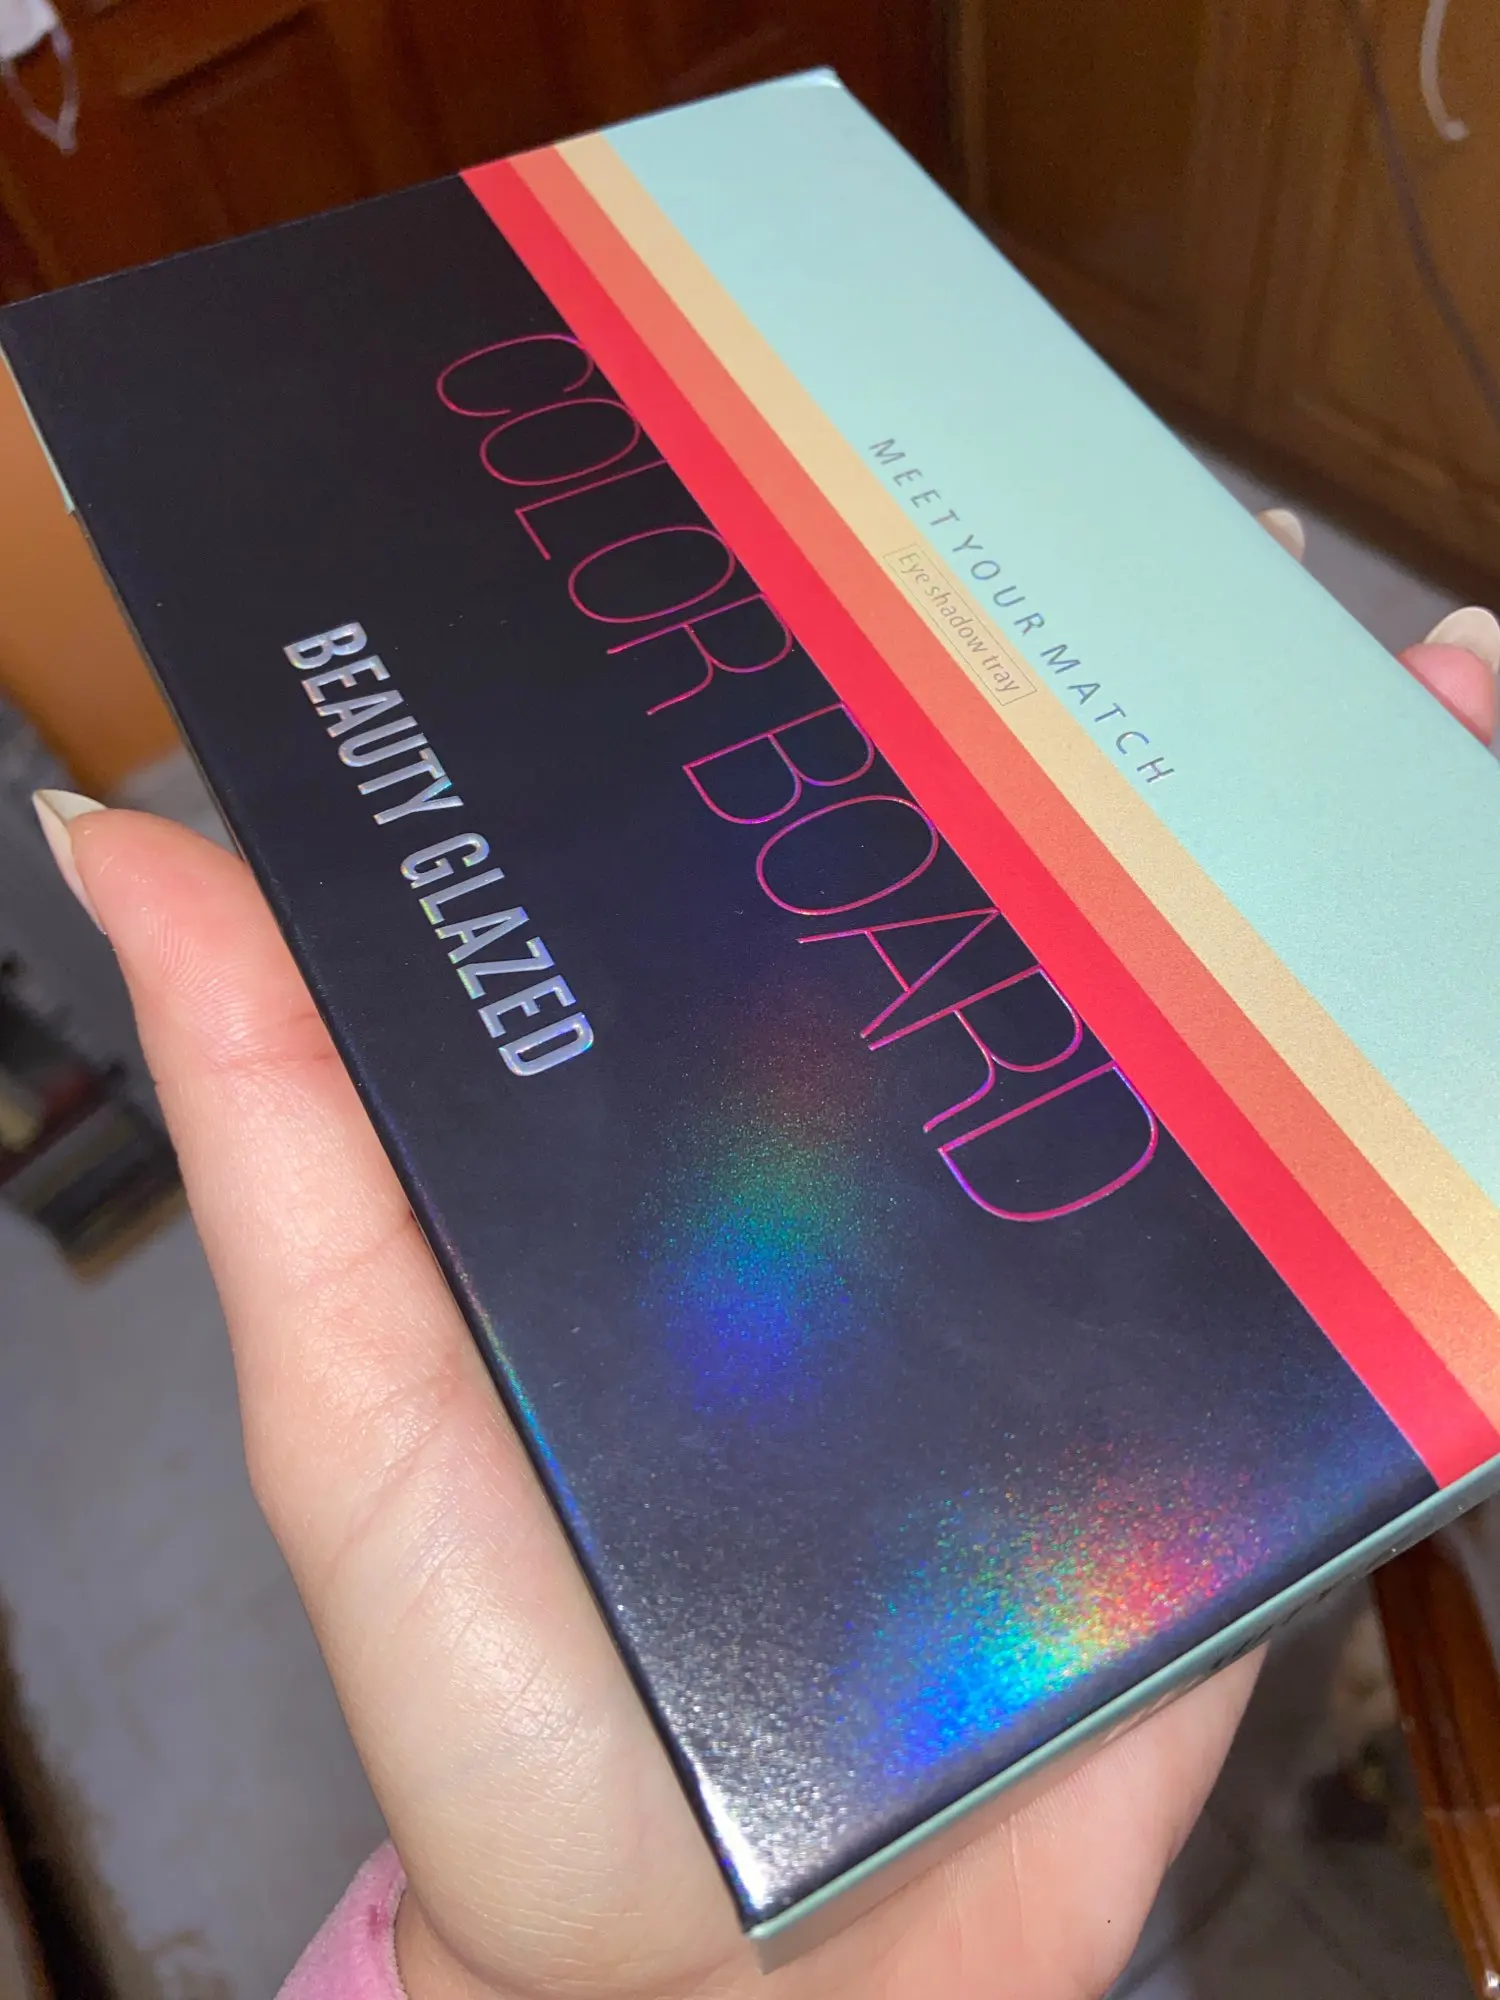 MEET YOUR MATCH
Eye shadow tray
COLOR BOARD
BEAUTY GLAZED